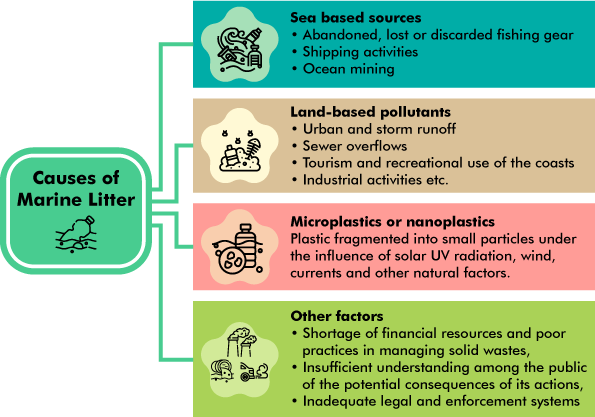 Causes of
Marine Litter
Sea based sources
• Abandoned, lost or discarded fishing gear
• Shipping activities
• Ocean mining
Land-based pollutants
• Urban and storm runoff
• Sewer overflows
• Tourism and recreational use of the coasts
• Industrial activities etc.
Microplastics or nanoplastics
Plastic fragmented into small particles under
the influence of solar UV radiation, wind,
currents and other natural factors.
Other factors
• Shortage of financial resources and poor
practices in managing solid wastes,
• Insufficient understanding among the public
of the potential consequences of its actions,
• Inadequate legal and enforcement systems